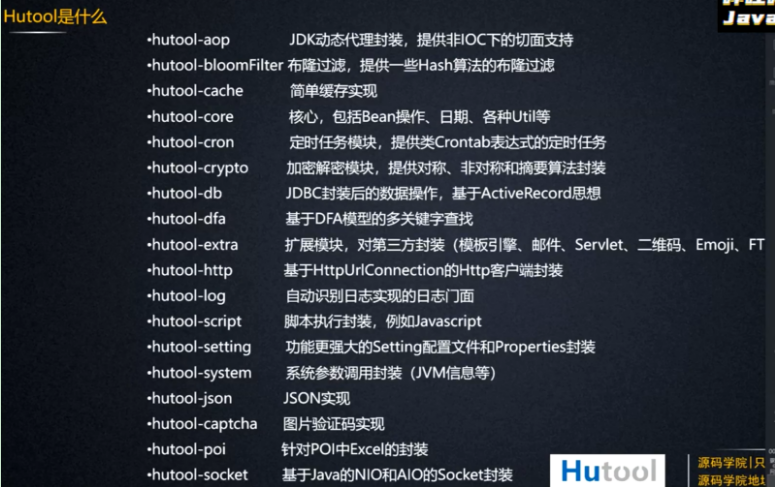 Hutool是什么
Java
•hutool-aop JDK动态代理封装，提供非IOC下的切面支持
•hutool-bloomFilter 布隆过滤，提供一些Hash算法的布隆过滤
•hutool-cache 简单缓存实现
•hutool-core 核心，包括Bean操作、日期、各种Util等
•hutool-cron 定时任务模块，提供类Crontab表达式的定时任务
•hutool-crypto 加密解密模块，提供对称、非对称和摘要算法封装
•hutool-db JDBC封装后的数据操作，基于ActiveRecord思想
•hutool-dfa 基于DFA模型的多关键字查找
•hutool-extra 扩展模块，对第三方封装（模板引擎、邮件、Servlet、二维码、Emoji、FT
•hutool-http 基于HttpUrlConnection的Http客户端封装
•hutool-log 自动识别日志实现的日志门面
•hutool-script 脚本执行封装，例如Javascript
•hutool-setting 功能更强大的Setting配置文件和Properties封装
•hutool-system 系统参数调用封装（JVM信息等）
•hutool-json JSON实现
•hutool-captcha 图片验证码实现
•hutool-poi 针对POI中Excel的封装
•hutool-socket 基于Java的NIO和AIO的Socket封装
Hutool
源码学院|只
源码学院地址